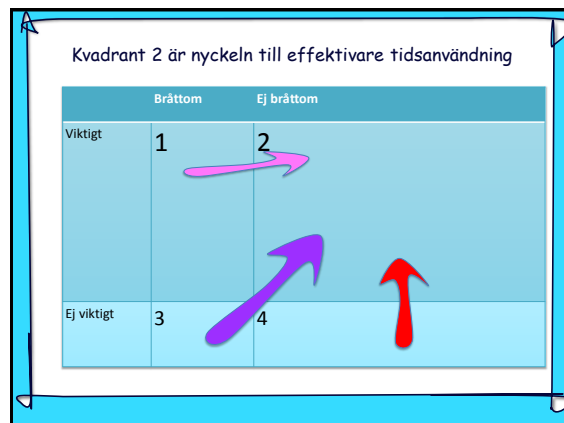 Kvadrant 2 är nyckeln till effektivare tidsanvändning
Bråttom Ej bråttom
Viktigt 1 2
Ej viktigt 3 4